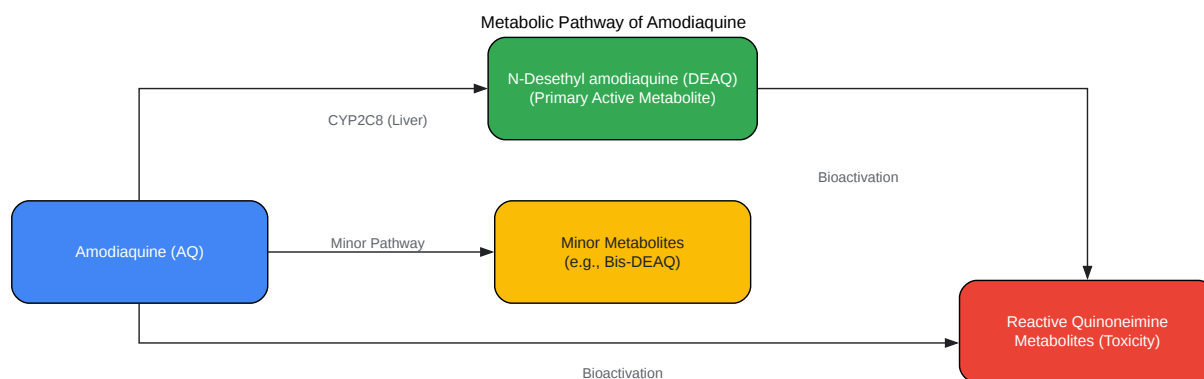 Metabolic Pathway of Amodiaquine
N-Desethyl amodiaquine (DEAQ)
(Primary Active Metabolite)
CYP2C8 (Liver)
Bioactivation
Amodiaquine (AQ)
Minor Pathway
Minor Metabolites
(e.g., Bis-DEAQ)
Reactive Quinoneimine
Metabolites (Toxicity)
Bioactivation